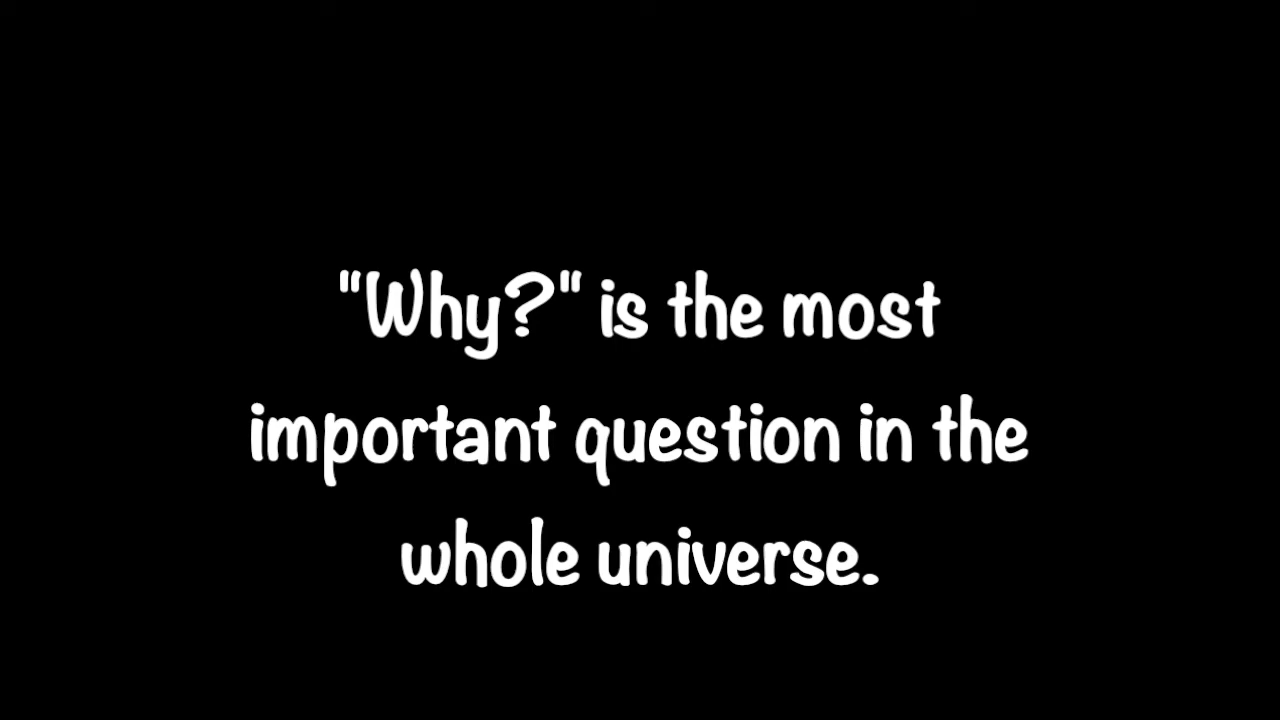 "Why?" is the most
important question in the
whole universe.